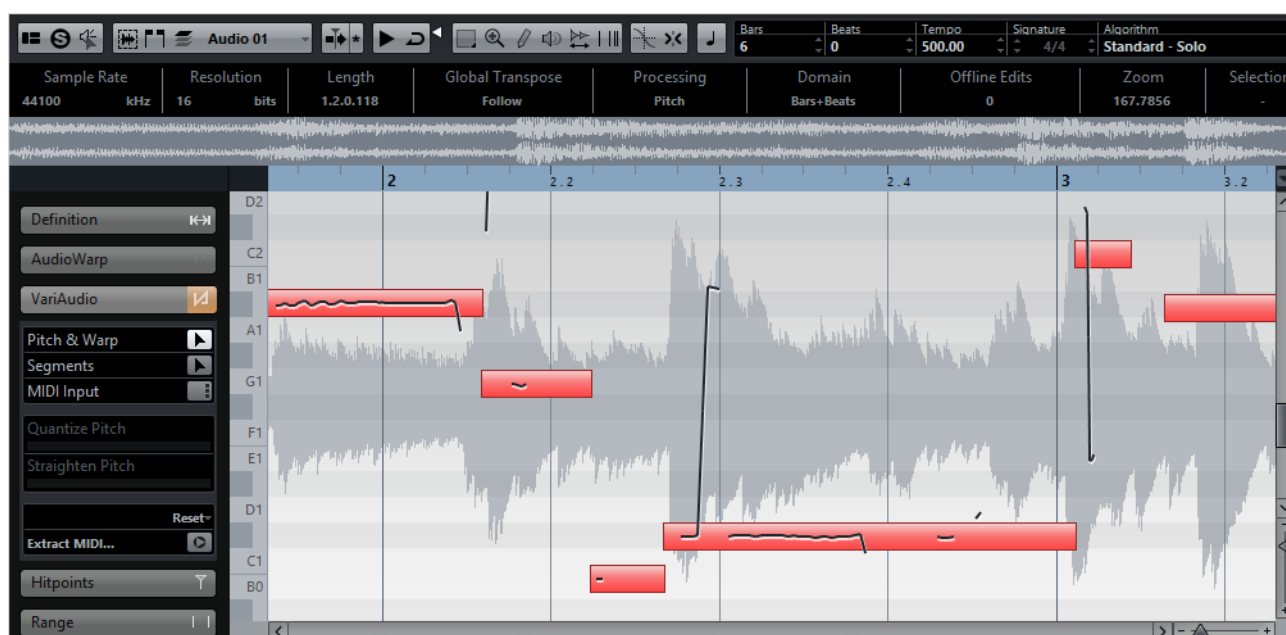 Audio 01
Bars Beats Tempo Signature Algorithm
6 0 500.00 4/4 Standard - Solo
Sample Rate Resolution Length Global Transpose Processing Domain Offline Edits Zoom Selection
44100 kHz 16 bits 1.2.0.118 Follow Pitch Bars+Beats 0 167.7856 -
2 2.2 2.3 2.4 3 3.2
D2
Definition
C2
AudioWarp
B1
VariAudio
A1
Pitch & Warp
Segments
G1
MIDI Input
Quantize Pitch
F1
E1
Straighten Pitch
D1
Reset
Extract MIDI...
C1
Hitpoints
B0
Range